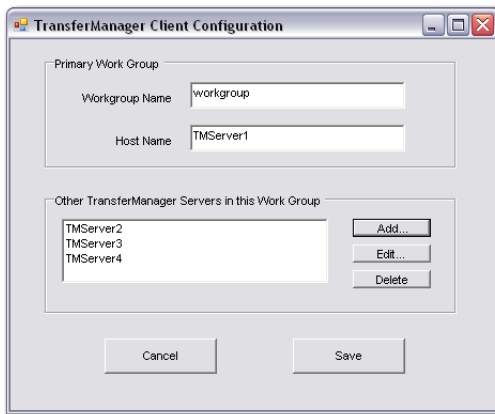 TransferManager Client Configuration
Primary Work Group
Workgroup Name
workgroup
Host Name
TMServer1
Other TransferManager Servers in this Work Group
TMServer2
TMServer3
TMServer4
Add...
Edit...
Delete
Cancel
Save